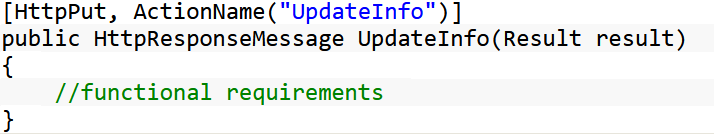 [HttpPut, ActionName("UpdateInfo")]
public HttpResponseMessage UpdateInfo(Result result)
{
    //functional requirements
}